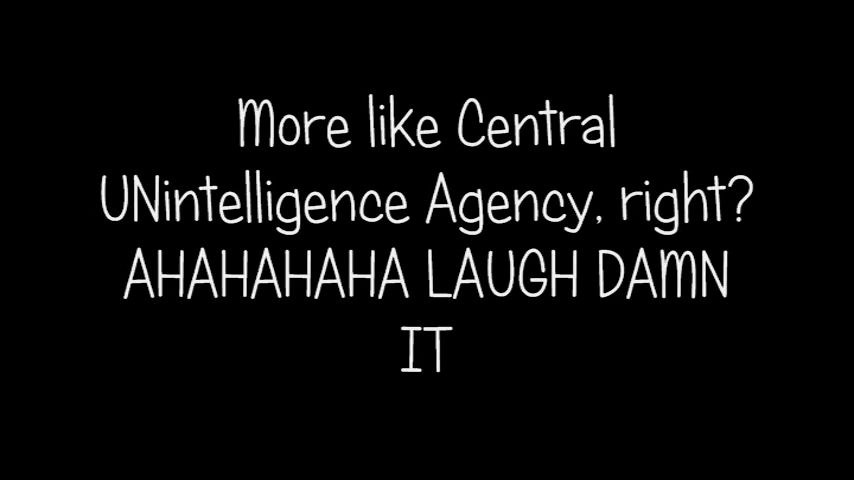 More like Central
UNintelligence Agency, right?
AHAHAHAHA LAUGH DAMN
IT